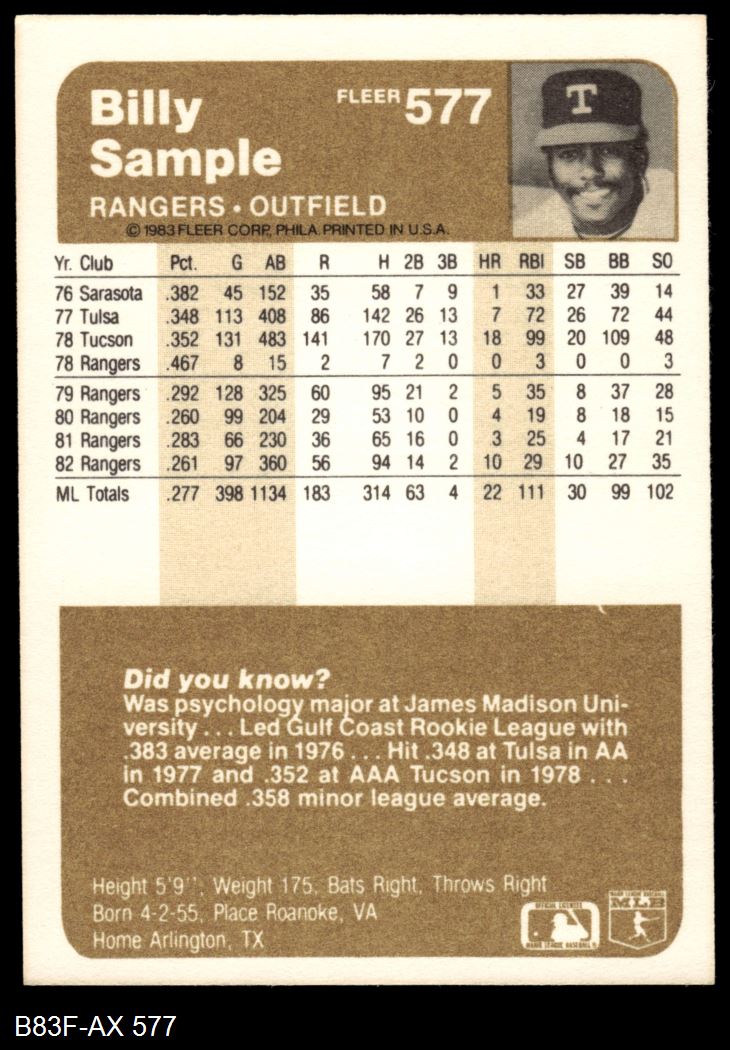 Billy
Sample
FLEER 577
T
RANGERS • OUTFIELD
© 1983 FLEER CORP., PHILA. PRINTED IN U.S.A.
Yr. Club Pct. G AB R H 2B 3B HR RBI SB BB SO
76 Sarasota .382 45 152 35 58 7 9 1 33 27 39 14
77 Tulsa .348 113 408 86 142 26 13 7 72 26 72 44
78 Tucson .352 131 483 141 170 27 13 18 99 20 109 48
78 Rangers .467 8 15 2 7 2 0 0 3 0 0 3
79 Rangers .292 128 325 60 95 21 2 5 35 8 37 28
80 Rangers .260 99 204 29 53 10 0 4 19 8 18 15
81 Rangers .283 66 230 36 65 16 0 3 25 4 17 21
82 Rangers .261 97 360 56 94 14 2 10 29 10 27 35
ML Totals .277 398 1134 183 314 63 4 22 111 30 99 102
Did you know?
Was psychology major at James Madison Uni-
versity . . . Led Gulf Coast Rookie League with
.383 average in 1976 . . . Hit .348 at Tulsa in AA
in 1977 and .352 at AAA Tucson in 1978 . . .
Combined .358 minor league average.
Height 5'9'', Weight 175, Bats Right, Throws Right
Born 4-2-55, Place Roanoke, VA
Home Arlington, TX
OFFICIAL LICENSEE
MAJOR LEAGUE BASEBALL
MAJOR LEAGUE BASEBALL
MLB
B83F-AX 577